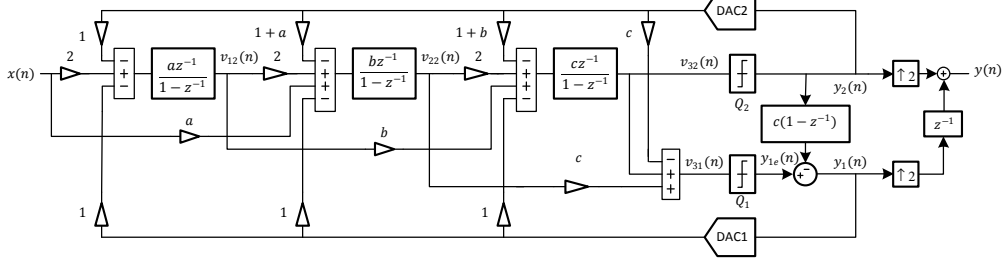 DAC2
1
1 + a
1 + b
c
x(n)
2
-
+
-
az⁻¹
1 − z⁻¹
v₁₂(n)
2
-
+
+
-
bz⁻¹
1 − z⁻¹
v₂₂(n)
2
-
+
+
-
cz⁻¹
1 − z⁻¹
v₃₂(n)
Q₂
y₂(n)
↑ 2
+
y(n)
c(1 − z⁻¹)
z⁻¹
a
b
c
-
+
+
v₃₁(n)
Q₁
y₁ₑ(n)
+
-
y₁(n)
↑ 2
1
1
1
DAC1